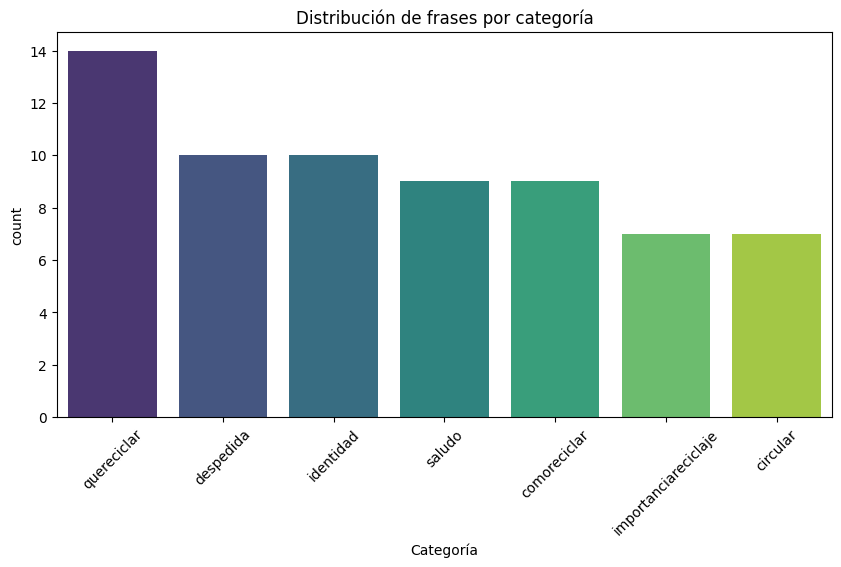 Distribución de frases por categoría
14
12
10
8
6
4
2
0
count
quereciclar
despedida
identidad
saludo
comoreciclar
importanciareciclaje
circular
Categoría